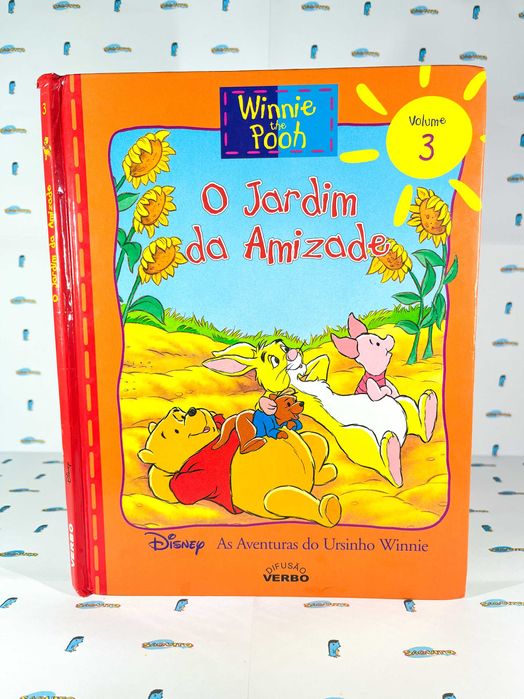 Winnie
the
Pooh
Volume
3
O Jardim
da Amizade
Disney As Aventuras do Ursinho Winnie
DIFUSÃO
VERBO
3
O Jardim da Amizade
Disney
VERBO